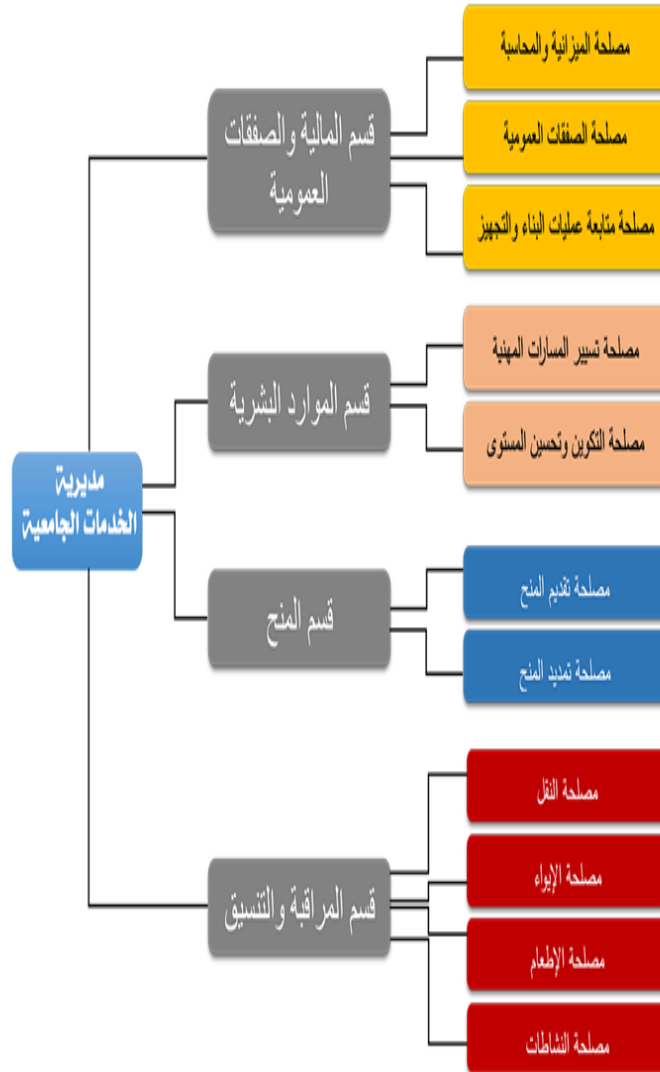 مديرية
الخدمات الجامعية
قسم المالية والصفقات
العمومية
مصلحة الميزانية والمحاسبة
مصلحة الصفقات العمومية
مصلحة متابعة عمليات البناء والتجهيز
قسم الموارد البشرية
مصلحة تسيير المسارات المهنية
مصلحة التكوين وتحسين المستوى
قسم المنح
مصلحة تقديم المنح
مصلحة تمديد المنح
قسم المراقبة والتنسيق
مصلحة النقل
مصلحة الإيواء
مصلحة الإطعام
مصلحة النشاطات